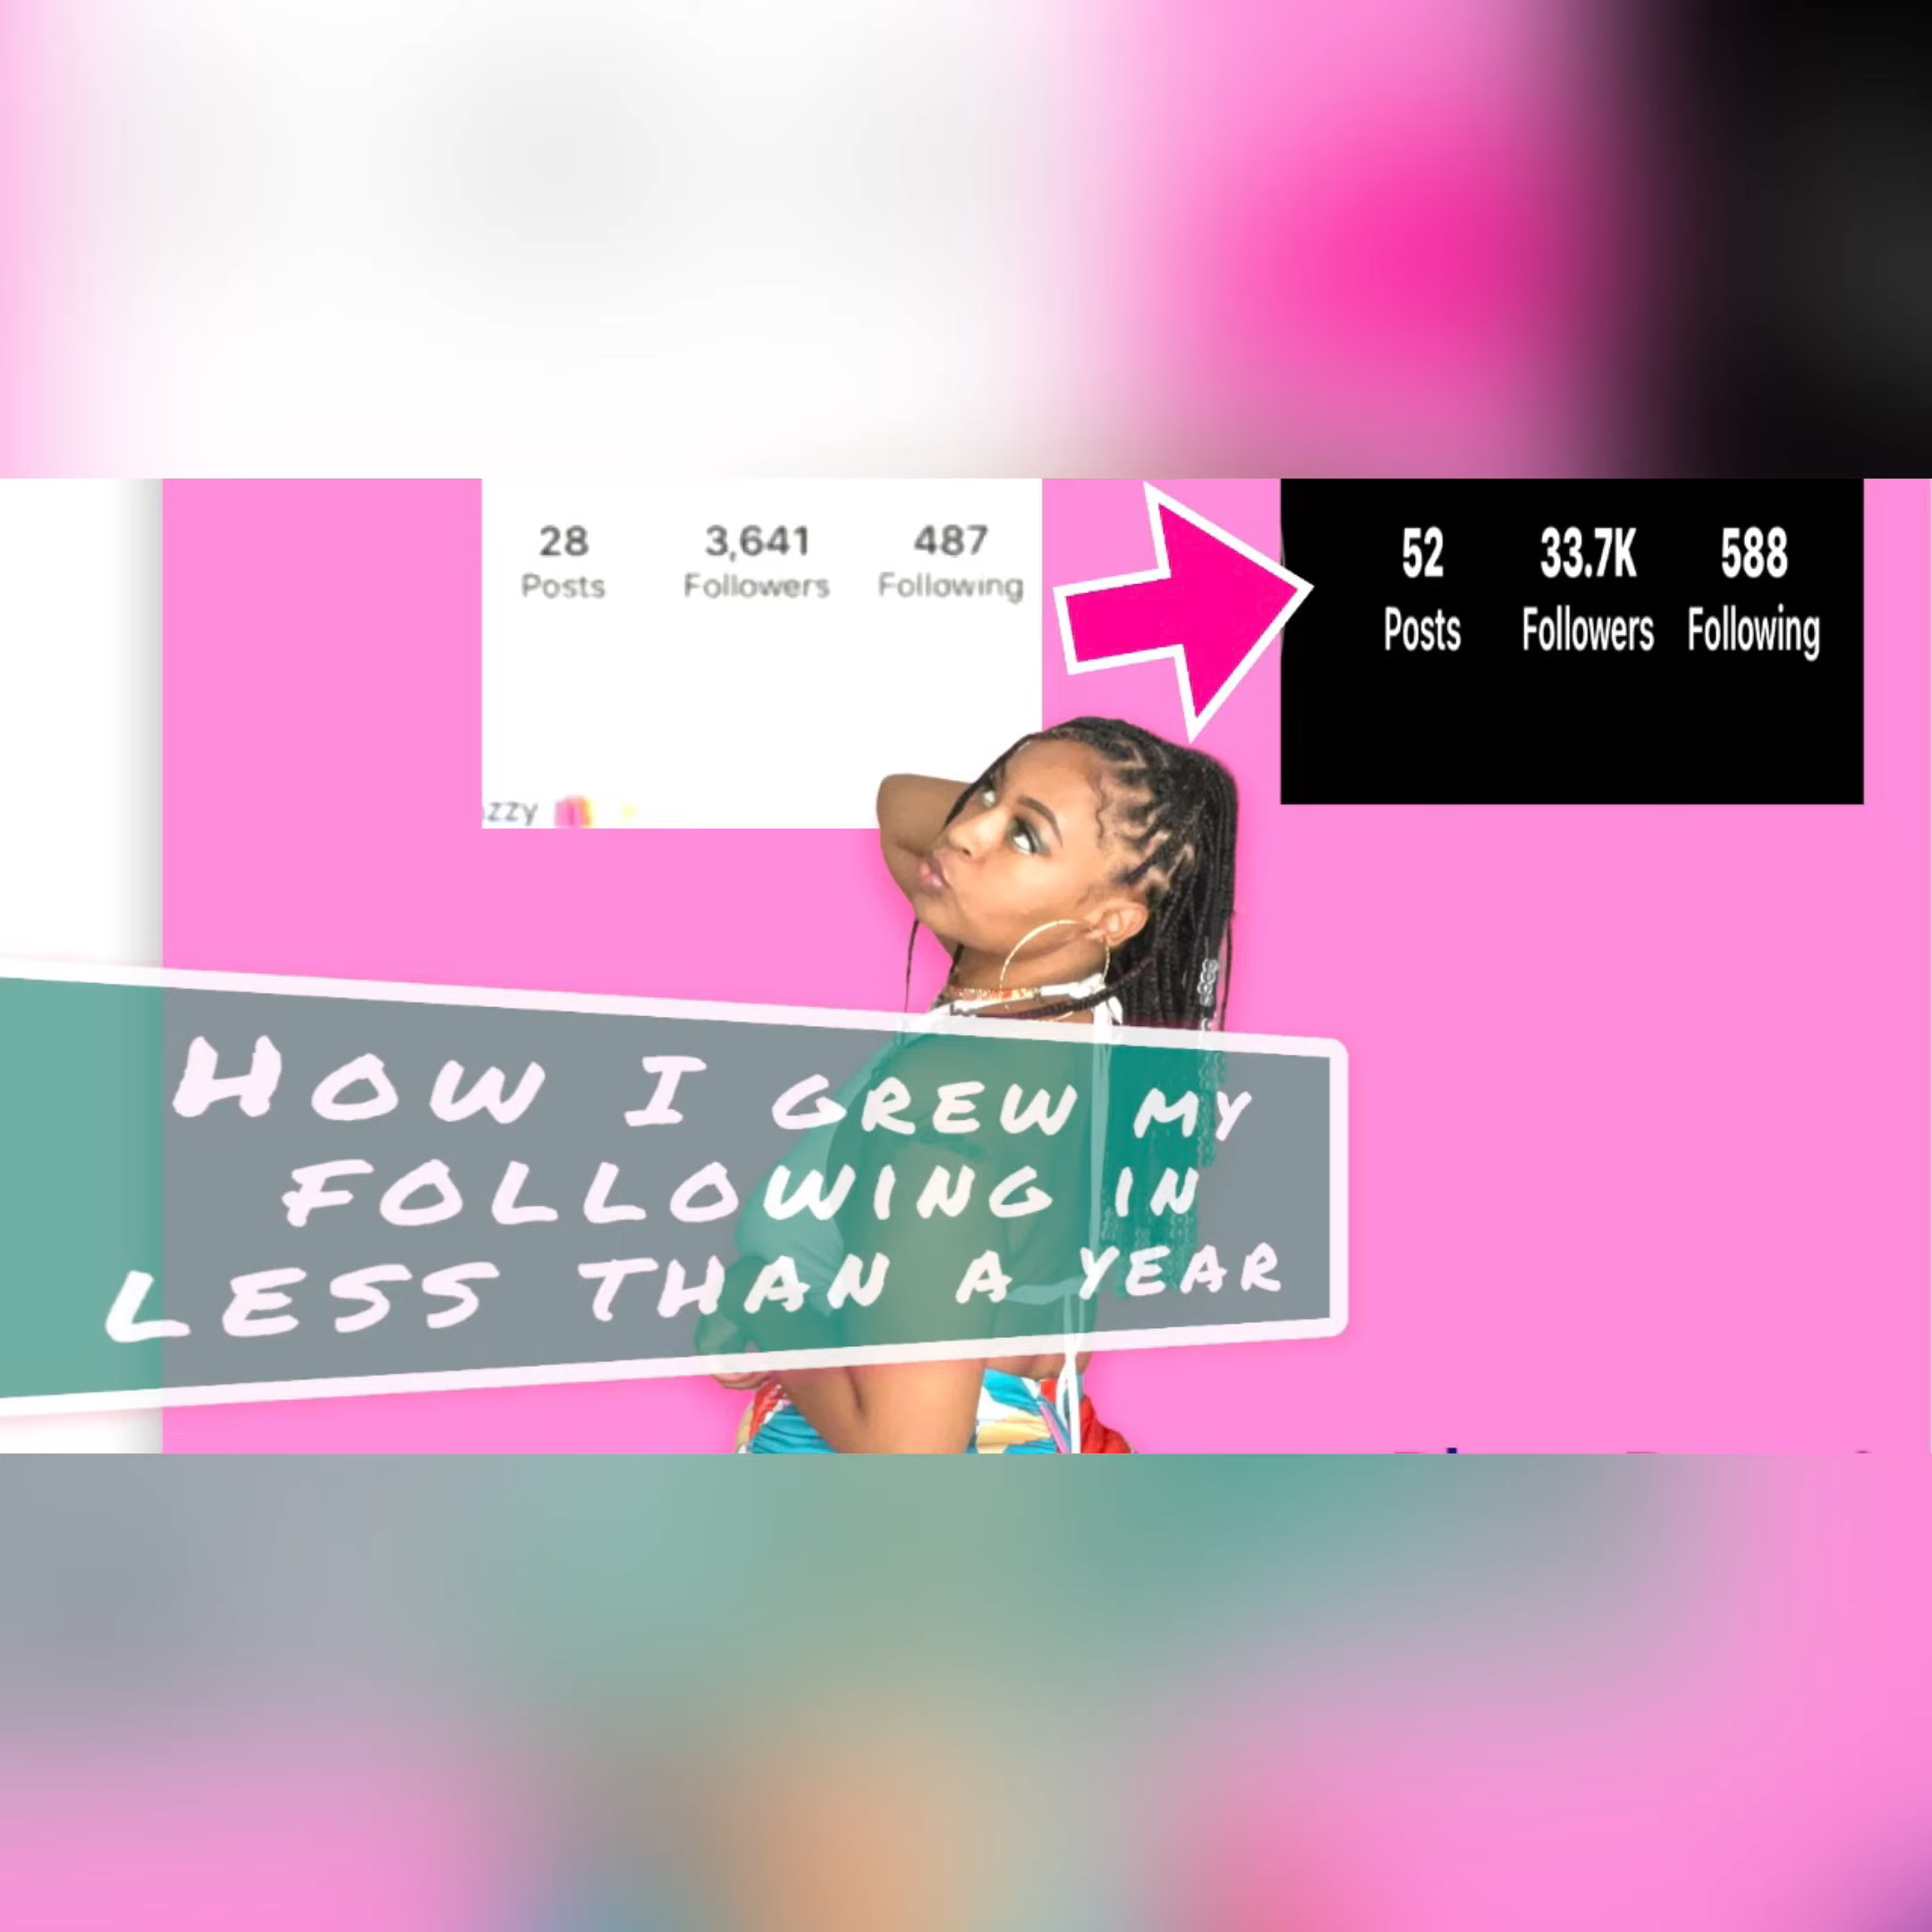 28 3,641 487
Posts Followers Following
52 33.7K 588
Posts Followers Following
zzy
How I grew my
following in
less than a year